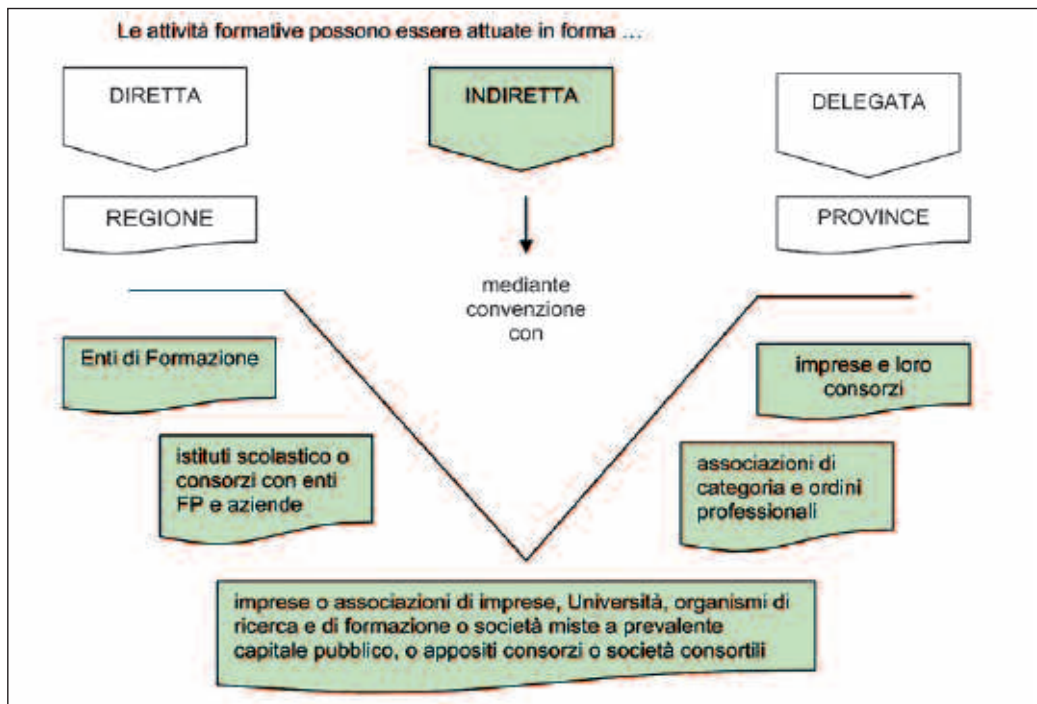 Le attività formative possono essere attuate in forma ...
DIRETTA
INDIRETTA
DELEGATA
REGIONE
PROVINCE
mediante
convenzione
con
Enti di Formazione
imprese e loro
consorzi
istituti scolastico o
consorzi con enti
FP e aziende
associazioni di
categoria e ordini
professionali
imprese o associazioni di imprese, Università, organismi di
ricerca e di formazione o società miste a prevalente
capitale pubblico, o appositi consorzi o società consortili